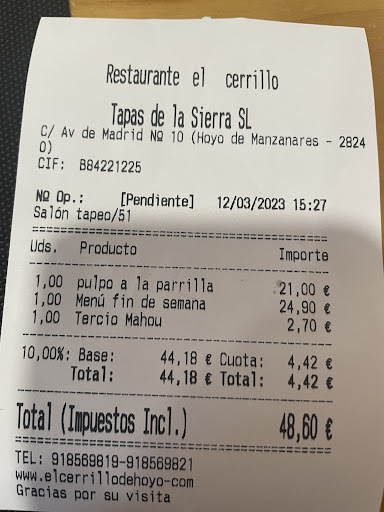 Restaurante el cerrillo
Tapas de la Sierra SL
C/ Av de Madrid Nº 10 (Hoyo de Manzanares - 2824
0)
CIF: B84221225
Nº Op.: [Pendiente] 12/03/2023 15:27
Salón tapeo/51
Uds. Producto Importe
1,00 pulpo a la parrilla 21,00 €
1,00 Menú fin de semana 24,90 €
1,00 Tercio Mahou 2,70 €
10,00%: Base: 44,18 € Cuota: 4,42 €
Total: 44,18 € Total: 4,42 €
Total (Impuestos Incl.) 48,60 €
TEL: 918569819-918569821
www.elcerrillodehoyo-com
Gracias por su visita